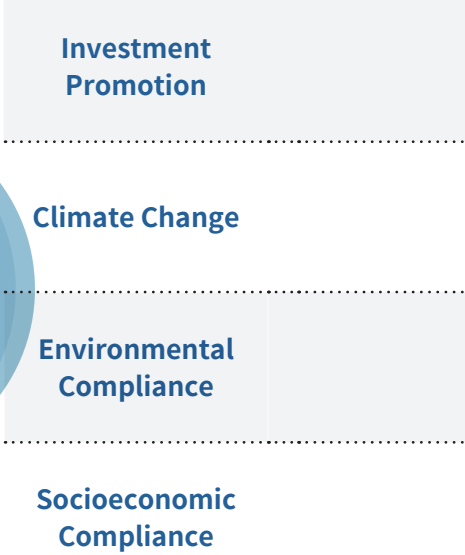 Investment
Promotion
Climate Change
Environmental
Compliance
Socioeconomic
Compliance